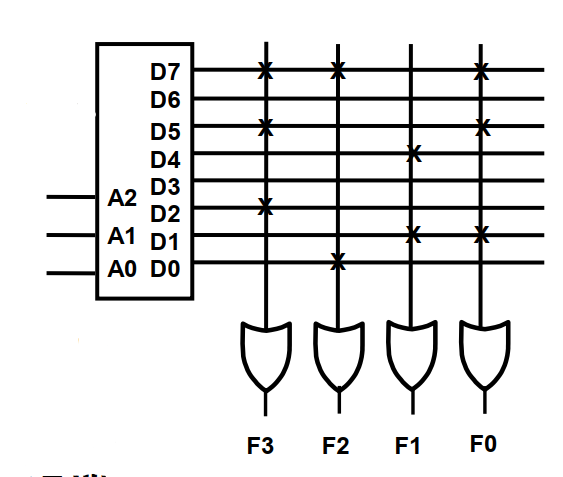 D7
D6
D5
D4
D3
A2 D2
A1 D1
A0 D0
X X X
X X
X
X
X X
X
F3 F2 F1 F0